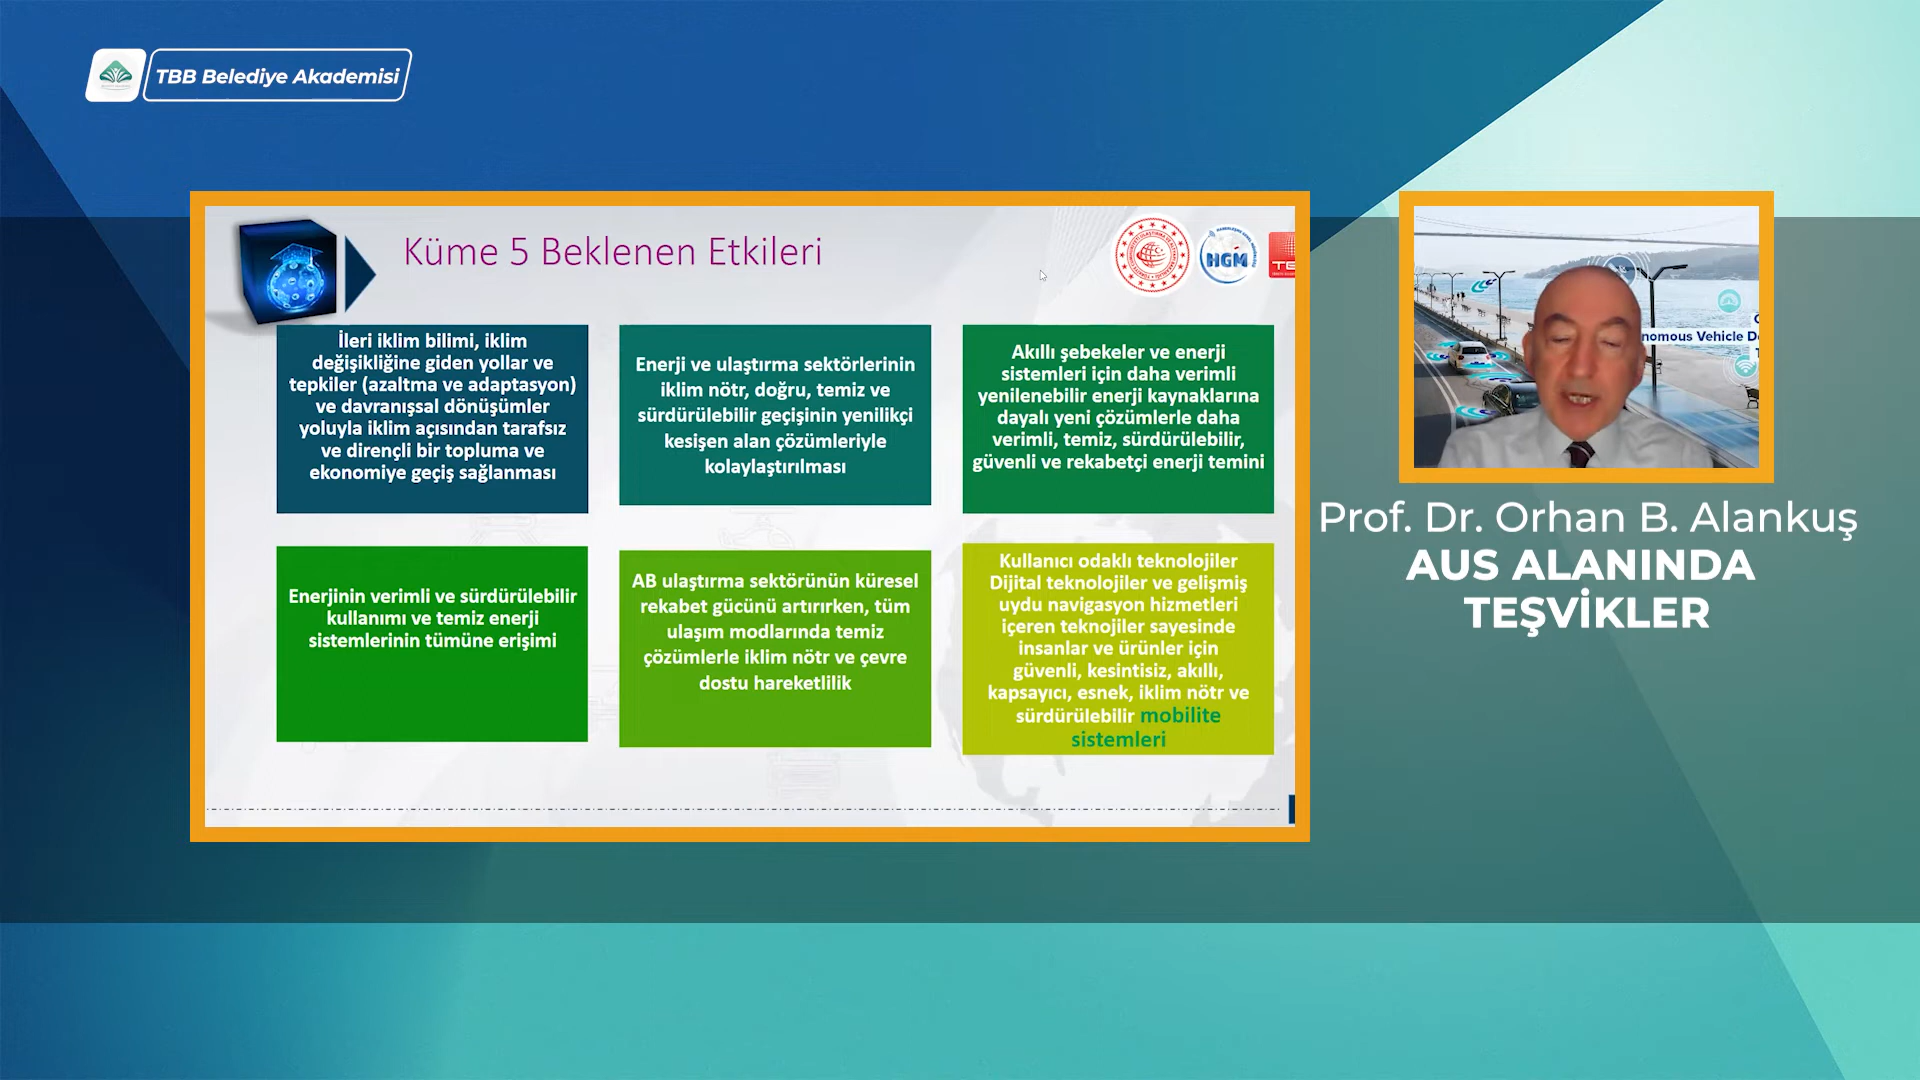 TBB Belediye Akademisi
Küme 5 Beklenen Etkileri
HGM
İleri iklim bilimi, iklim
değişikliğine giden yollar ve
tepkiler (azaltma ve adaptasyon)
ve davranışsal dönüşümler
yoluyla iklim açısından tarafsız
ve dirençli bir topluma ve
ekonomiye geçiş sağlanması
Enerji ve ulaştırma sektörlerinin
iklim nötr, doğru, temiz ve
sürdürülebilir geçişinin yenilikçi
kesişen alan çözümleriyle
kolaylaştırılması
Akıllı şebekeler ve enerji
sistemleri için daha verimli
yenilenebilir enerji kaynaklarına
dayalı yeni çözümlerle daha
verimli, temiz, sürdürülebilir,
güvenli ve rekabetçi enerji temini
Enerjinin verimli ve sürdürülebilir
kullanımı ve temiz enerji
sistemlerinin tümüne erişimi
AB ulaştırma sektörünün küresel
rekabet gücünü artırırken, tüm
ulaşım modlarında temiz
çözümlerle iklim nötr ve çevre
dostu hareketlilik
Kullanıcı odaklı teknolojiler
Dijital teknolojiler ve gelişmiş
uydu navigasyon hizmetleri
içeren teknojiler sayesinde
insanlar ve ürünler için
güvenli, kesintisiz, akıllı,
kapsayıcı, esnek, iklim nötr ve
sürdürülebilir mobilite
sistemleri
nomous Vehicle D
Prof. Dr. Orhan B. Alankuş
AUS ALANINDA
TEŞVİKLER